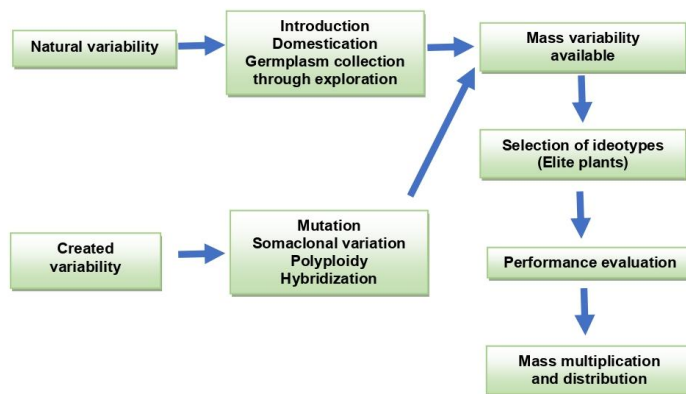 Natural variability
Introduction
Domestication
Germplasm collection
through exploration
Mass variability
available
Selection of ideotypes
(Elite plants)
Created
variability
Mutation
Somaclonal variation
Polyploidy
Hybridization
Performance evaluation
Mass multiplication
and distribution